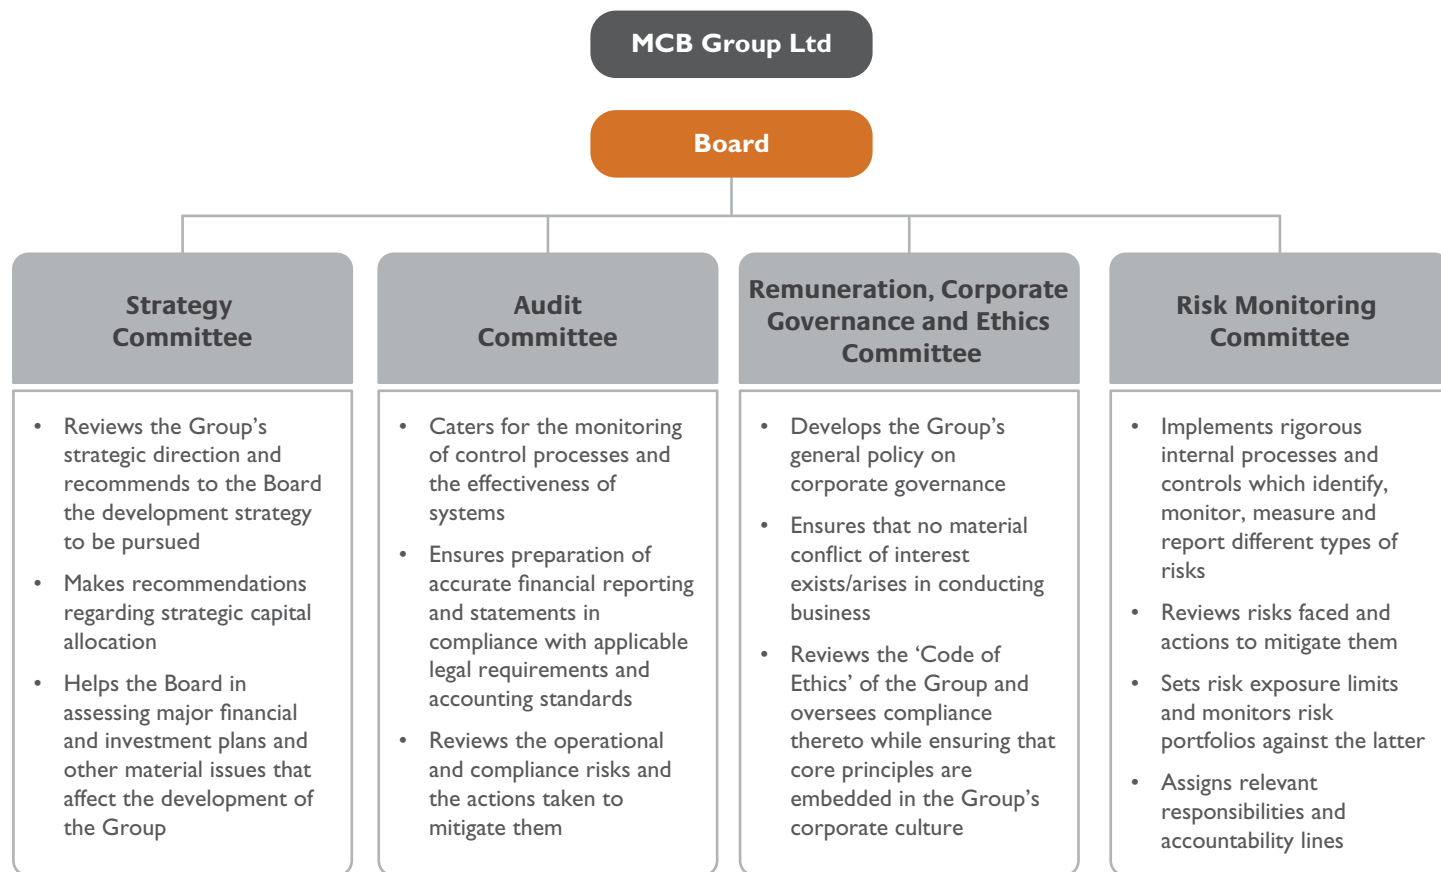 MCB Group Ltd
Board
Strategy
Committee
• Reviews the Group’s
strategic direction and
recommends to the Board
the development strategy
to be pursued
• Makes recommendations
regarding strategic capital
allocation
• Helps the Board in
assessing major financial
and investment plans and
other material issues that
affect the development of
the Group
Audit
Committee
• Caters for the monitoring
of control processes and
the effectiveness of
systems
• Ensures preparation of
accurate financial reporting
and statements in
compliance with applicable
legal requirements and
accounting standards
• Reviews the operational
and compliance risks and
the actions taken to
mitigate them
Remuneration, Corporate
Governance and Ethics
Committee
• Develops the Group’s
general policy on
corporate governance
• Ensures that no material
conflict of interest
exists/arises in conducting
business
• Reviews the ‘Code of
Ethics’ of the Group and
oversees compliance
thereto while ensuring that
core principles are
embedded in the Group’s
corporate culture
Risk Monitoring
Committee
• Implements rigorous
internal processes and
controls which identify,
monitor, measure and
report different types of
risks
• Reviews risks faced and
actions to mitigate them
• Sets risk exposure limits
and monitors risk
portfolios against the latter
• Assigns relevant
responsibilities and
accountability lines